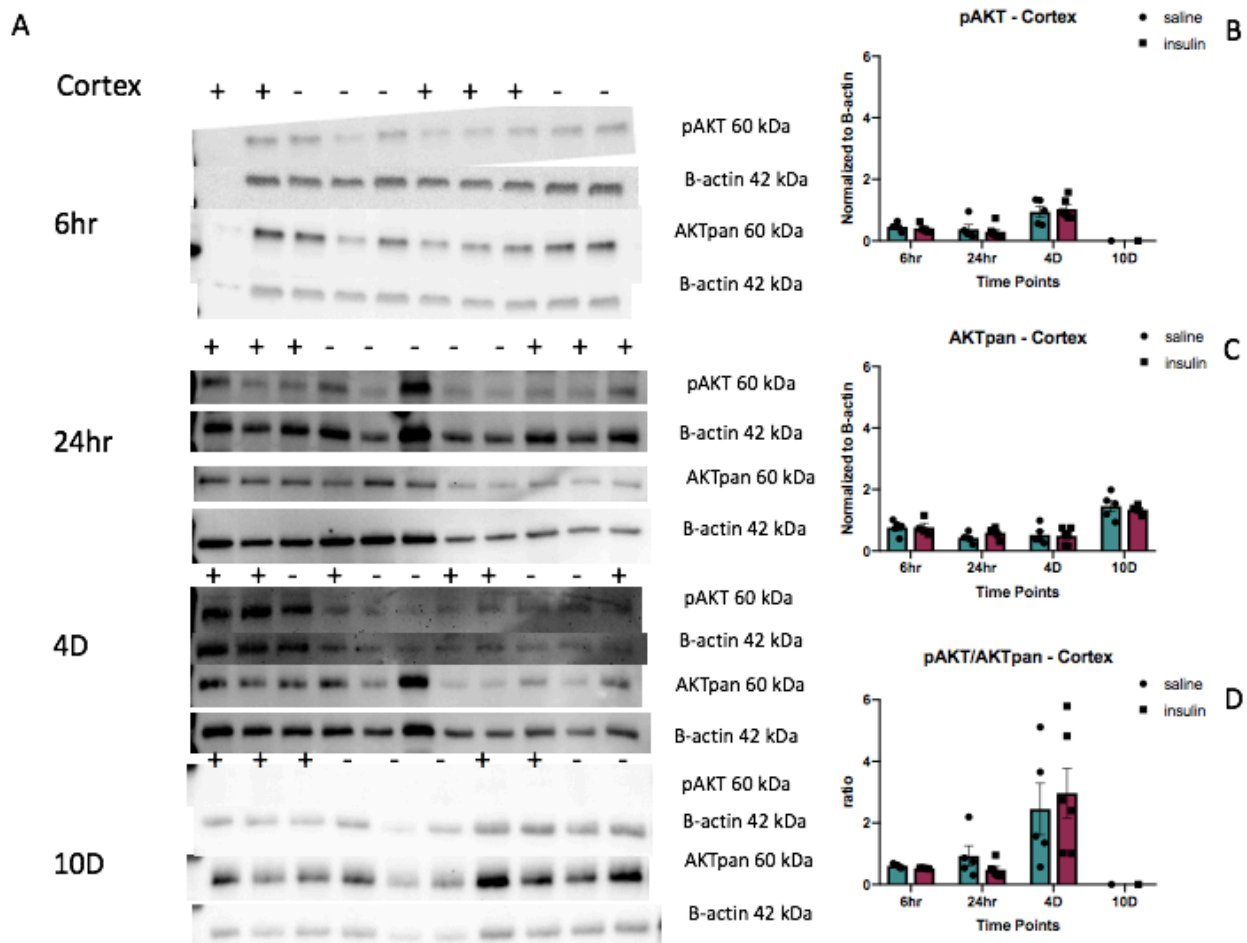 A
Cortex
+ + - - - + + + - -
pAKT 60 kDa
B-actin 42 kDa
6hr
AKTpan 60 kDa
B-actin 42 kDa
+ + + - - - - - + + +
pAKT 60 kDa
24hr
B-actin 42 kDa
AKTpan 60 kDa
B-actin 42 kDa
+ + - + - - + + - - +
pAKT 60 kDa
4D
B-actin 42 kDa
AKTpan 60 kDa
B-actin 42 kDa
+ + + - - - + + - -
pAKT 60 kDa
B-actin 42 kDa
10D
AKTpan 60 kDa
B-actin 42 kDa
pAKT - Cortex
saline
insulin
B
Normalized to B-actin
6
4
2
0
6hr 24hr 4D 10D
Time Points
AKTpan - Cortex
saline
insulin
C
Normalized to B-actin
6
4
2
0
6hr 24hr 4D 10D
Time Points
pAKT/AKTpan - Cortex
saline
insulin
D
ratio
6
4
2
0
6hr 24hr 4D 10D
Time Points